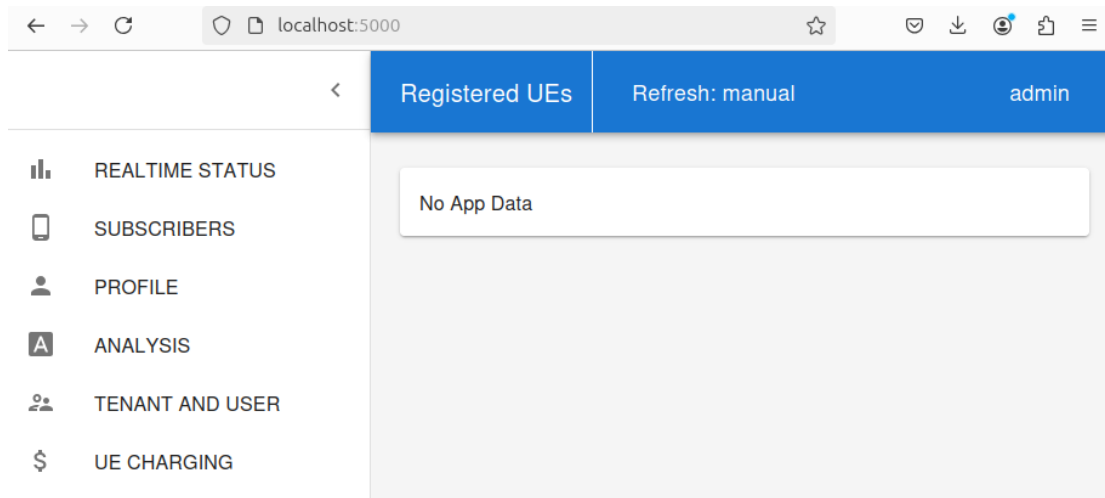 localhost:5000
Registered UEs
Refresh: manual
admin
REALTIME STATUS
SUBSCRIBERS
PROFILE
A ANALYSIS
TENANT AND USER
$ UE CHARGING
No App Data